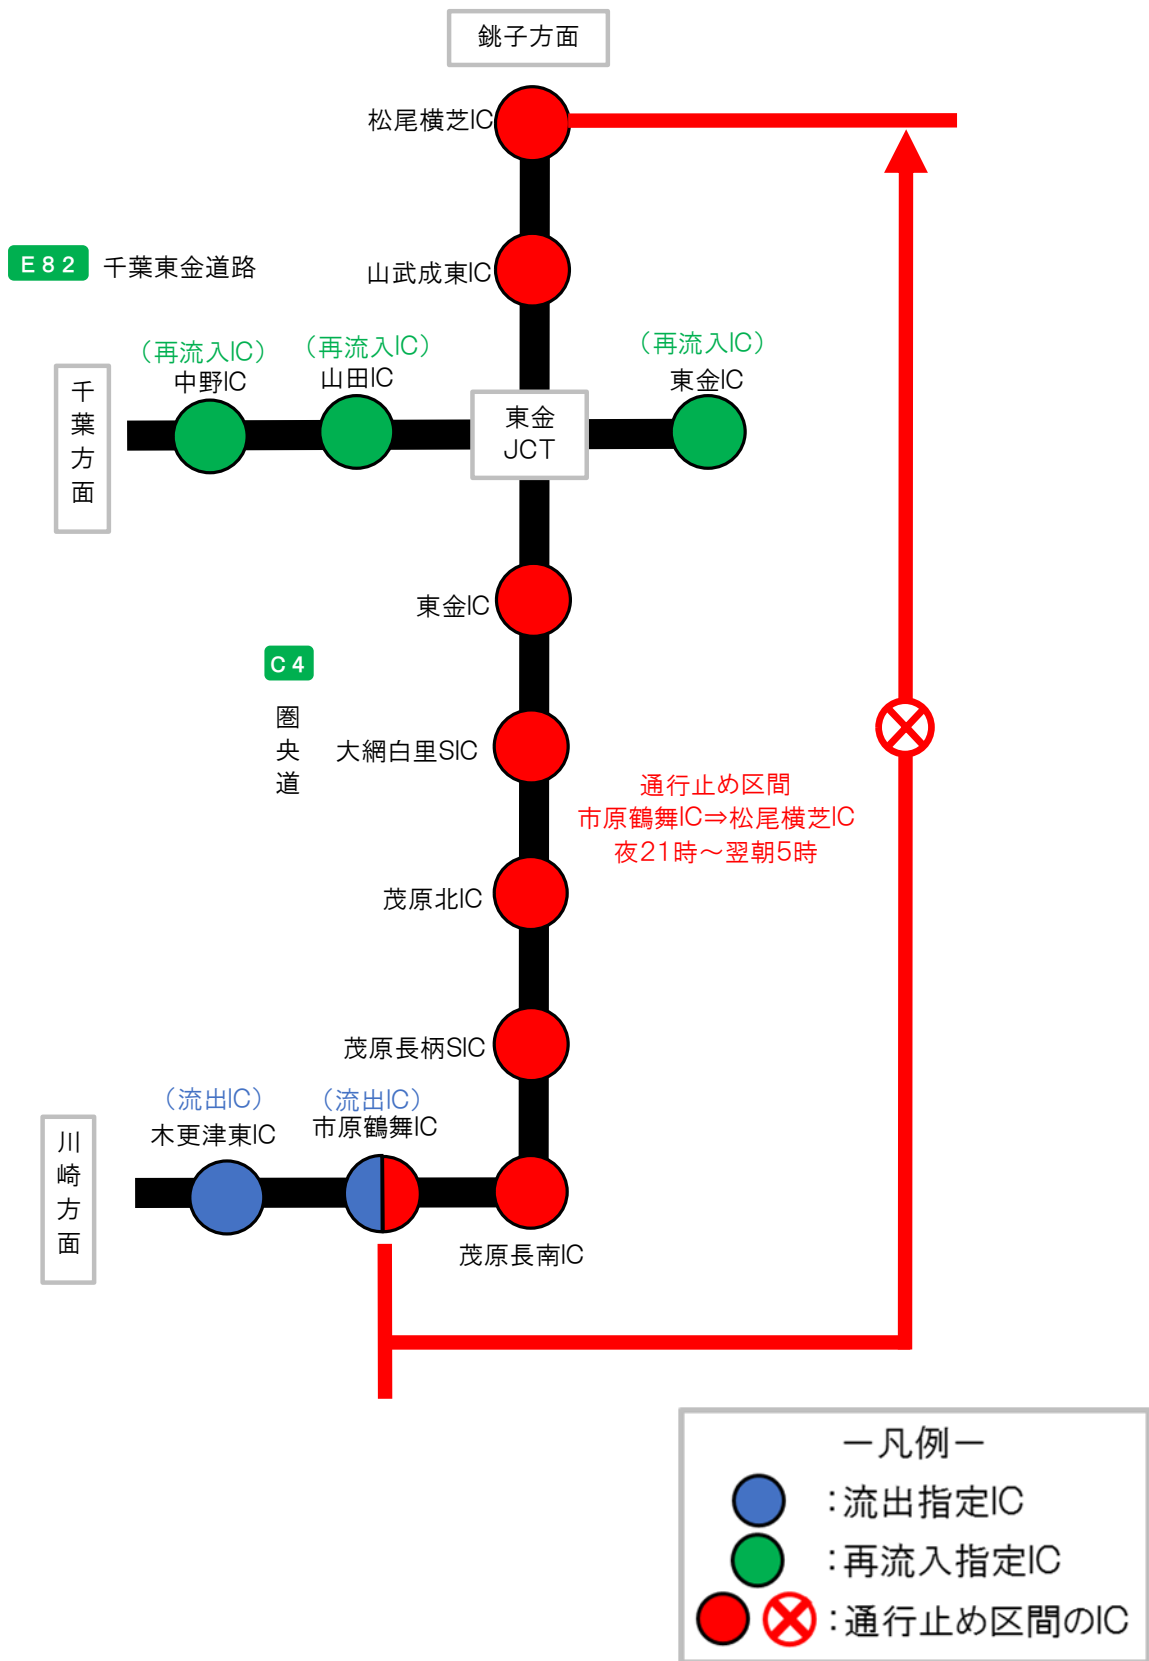 銚子方面
松尾横芝IC
E82 千葉東金道路
山武成東IC
（再流入IC）
中野IC
（再流入IC）
山田IC
（再流入IC）
東金IC
千葉方面
東金
JCT
東金IC
C4
圏央道
大網白里SIC
通行止め区間
市原鶴舞IC⇒松尾横芝IC
夜21時～翌朝5時
茂原北IC
茂原長柄SIC
（流出IC）
木更津東IC
（流出IC）
市原鶴舞IC
川崎方面
茂原長南IC
－凡例－
：流出指定IC
：再流入指定IC
：通行止め区間のIC